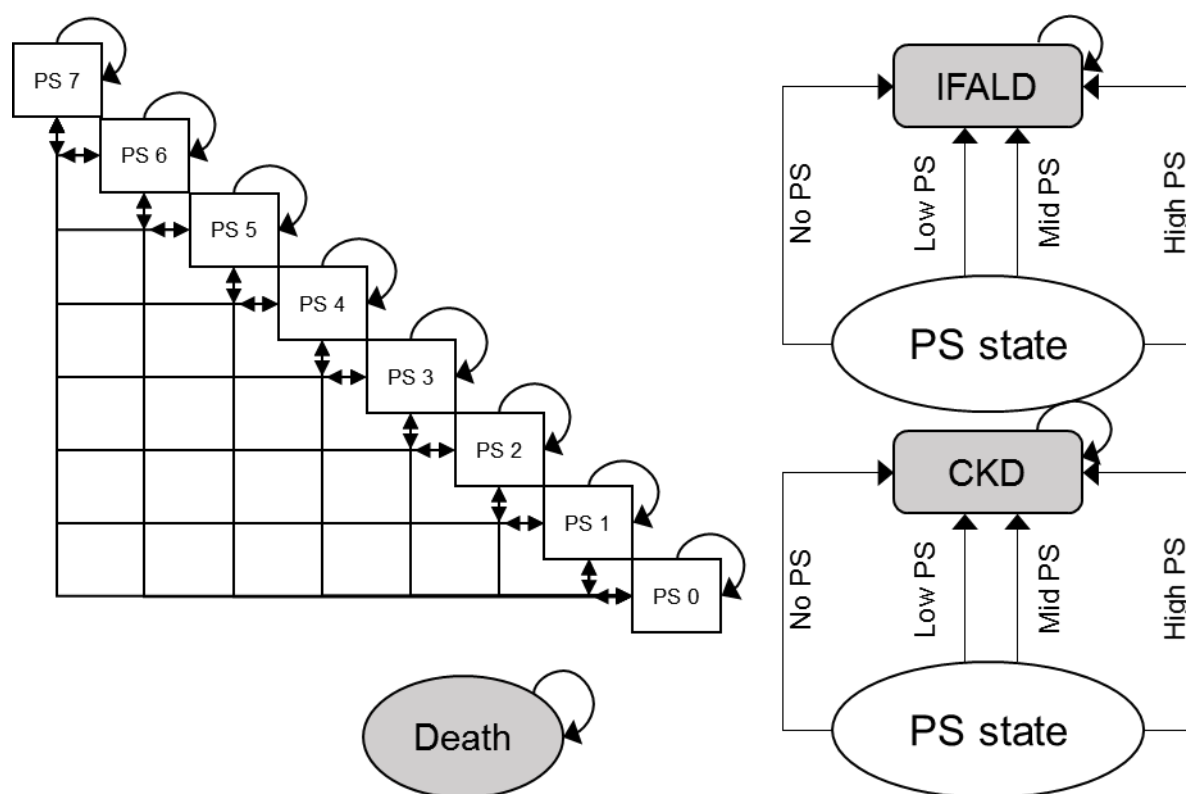 PS 7
PS 6
PS 5
PS 4
PS 3
PS 2
PS 1
PS 0
Death
IFALD
No PS
Low PS
Mid PS
High PS
PS state
CKD
No PS
Low PS
Mid PS
High PS
PS state